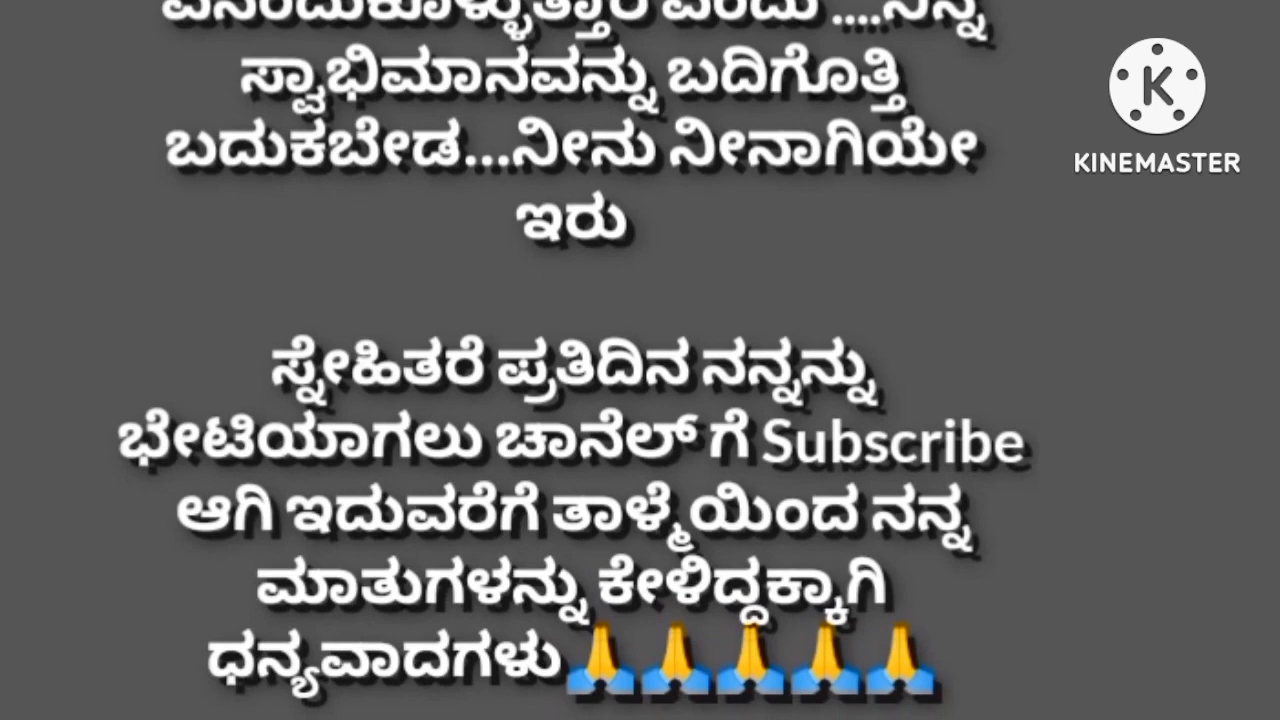 ಏನಂದುಕೊಳ್ಳುತ್ತಾರೆ ಎಂದು ....ನಿನ್ನ
ಸ್ವಾಭಿಮಾನವನ್ನು ಬದಿಗೊತ್ತಿ
ಬದುಕಬೇಡ...ನೀನು ನೀನಾಗಿಯೇ
ಇರು
ಸ್ನೇಹಿತರೆ ಪ್ರತಿದಿನ ನನ್ನನ್ನು
ಭೇಟಿಯಾಗಲು ಚಾನೆಲ್ ಗೆ Subscribe
ಆಗಿ ಇದುವರೆಗೆ ತಾಳ್ಮೆಯಿಂದ ನನ್ನ
ಮಾತುಗಳನ್ನು ಕೇಳಿದ್ದಕ್ಕಾಗಿ
ಧನ್ಯವಾದಗಳು🙏🙏🙏🙏🙏
K
KINEMASTER